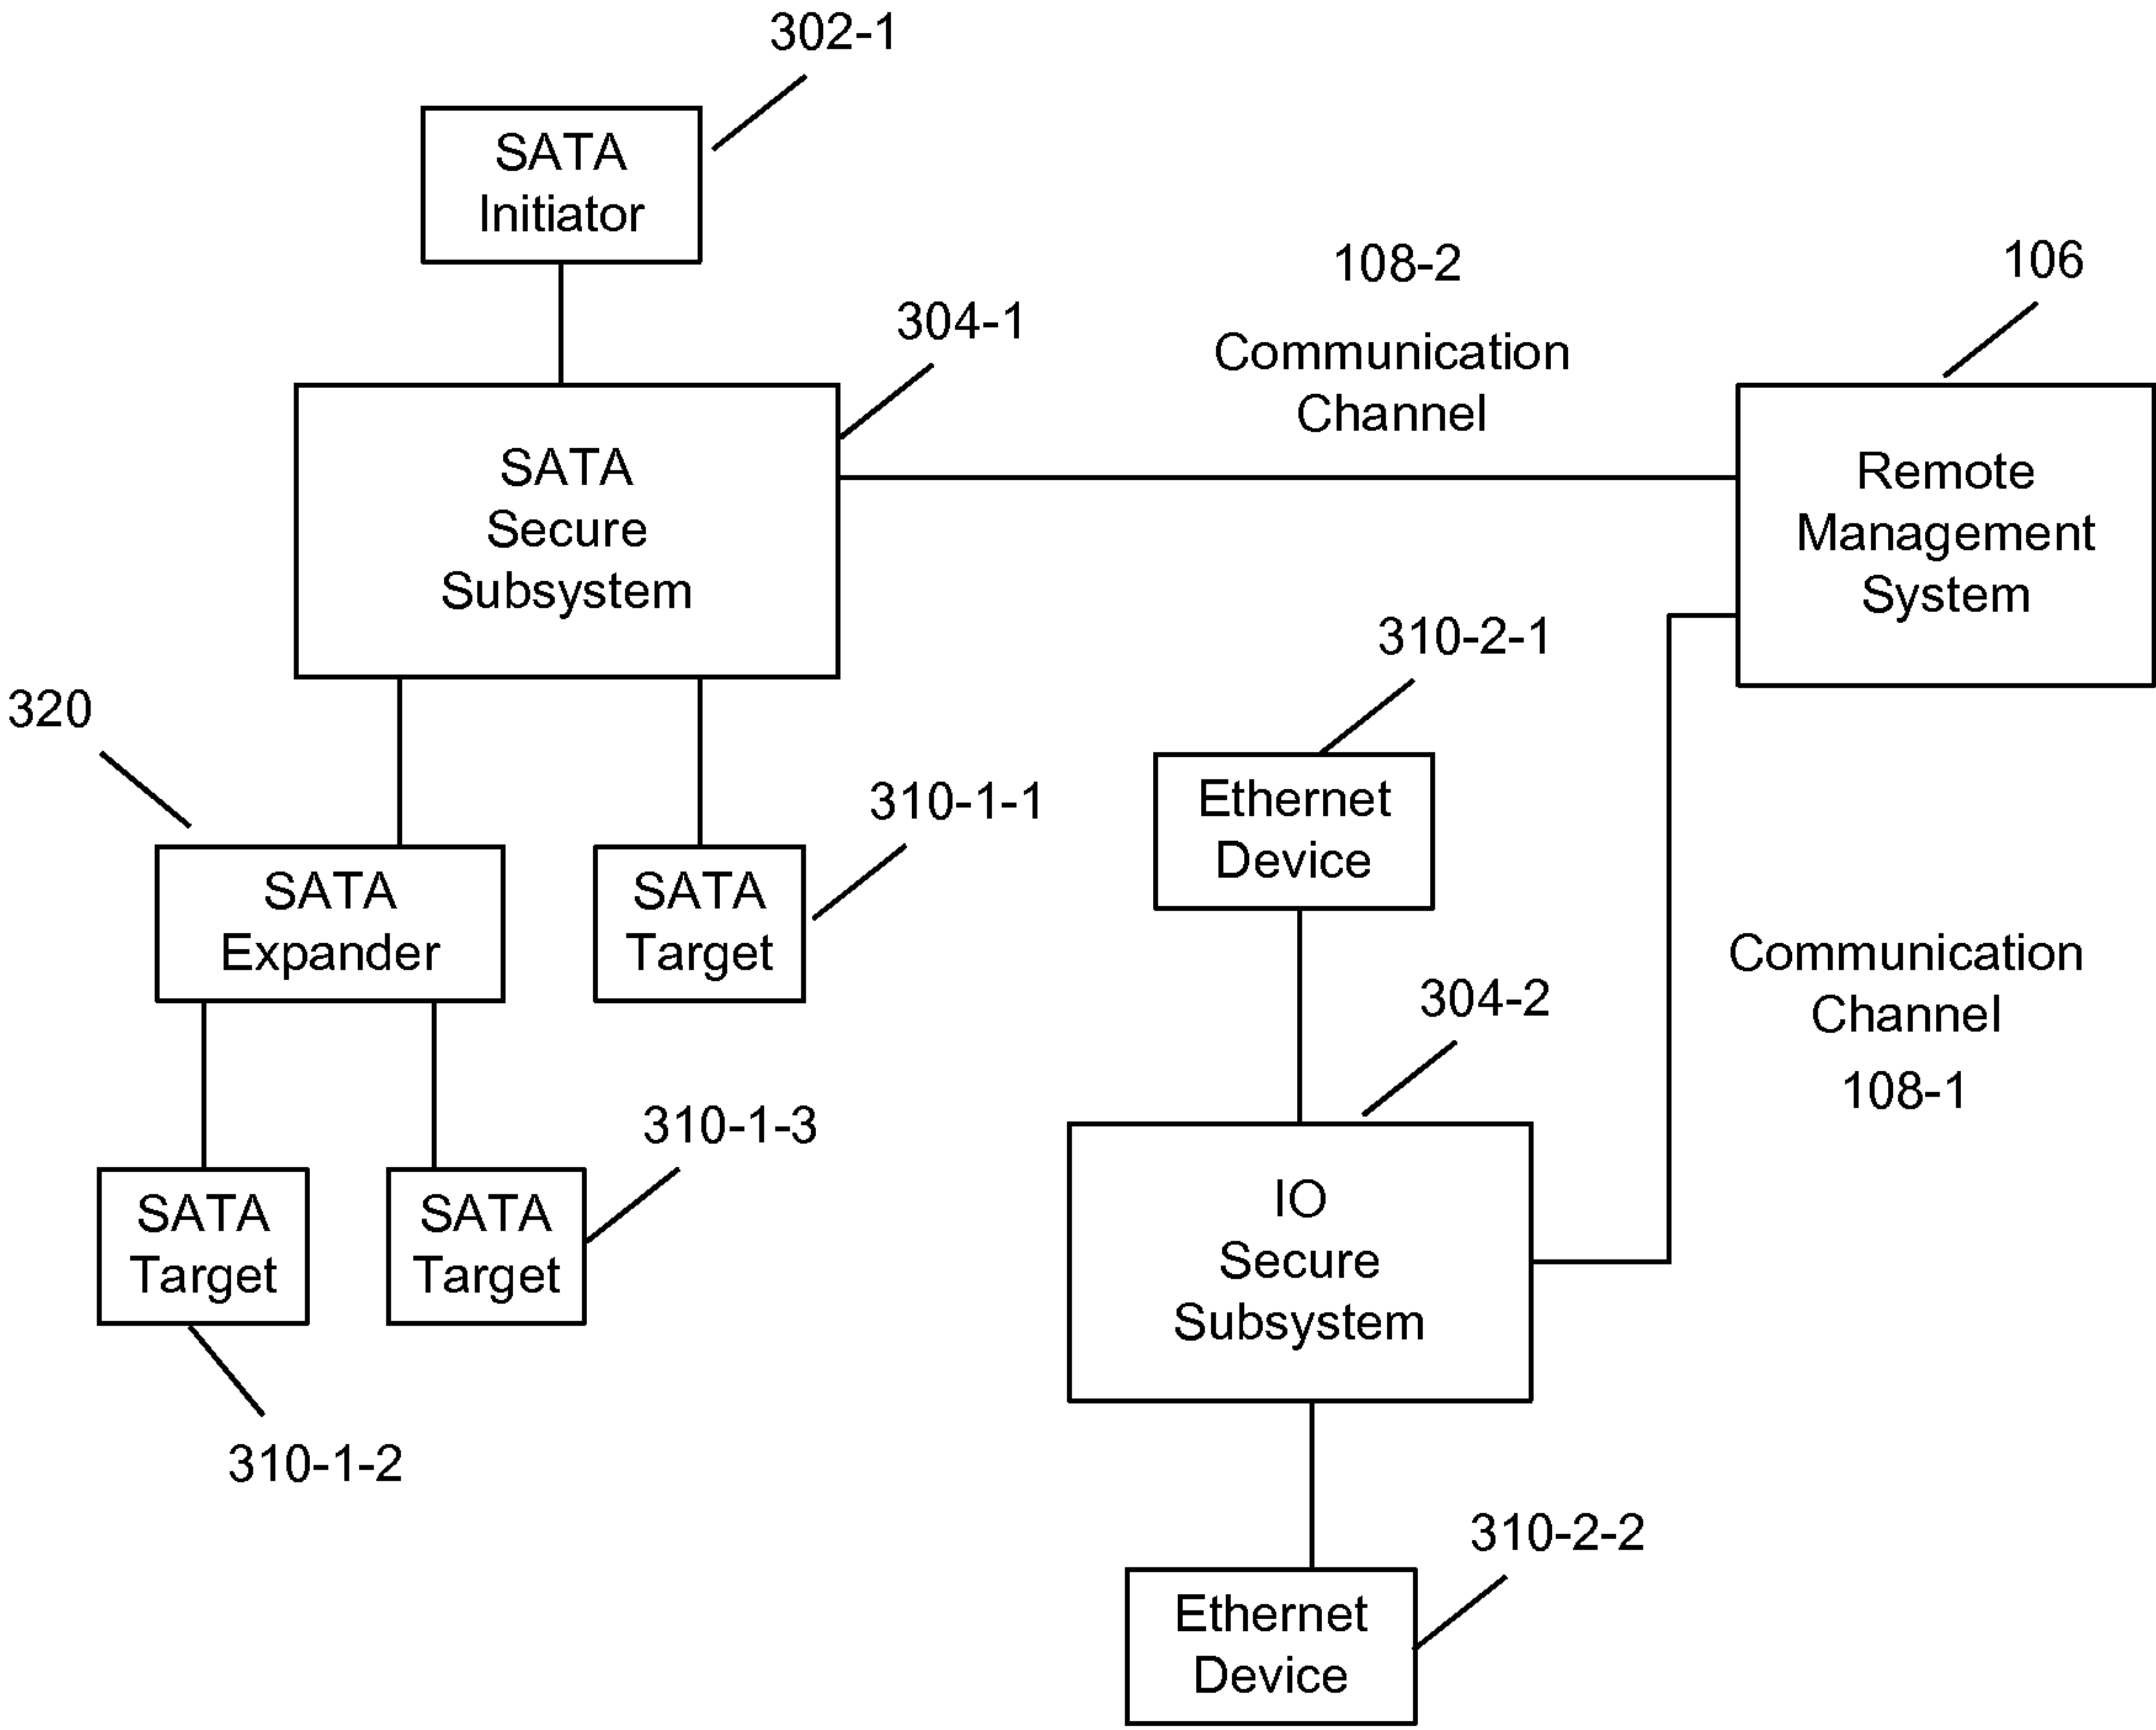 302-1
SATA
Initiator
108-2
106
304-1
Communication
Channel
SATA
Secure
Subsystem
Remote
Management
System
310-2-1
320
310-1-1
Ethernet
Device
SATA
Expander
SATA
Target
Communication
Channel
108-1
304-2
310-1-3
SATA
Target
SATA
Target
IO
Secure
Subsystem
310-1-2
310-2-2
Ethernet
Device